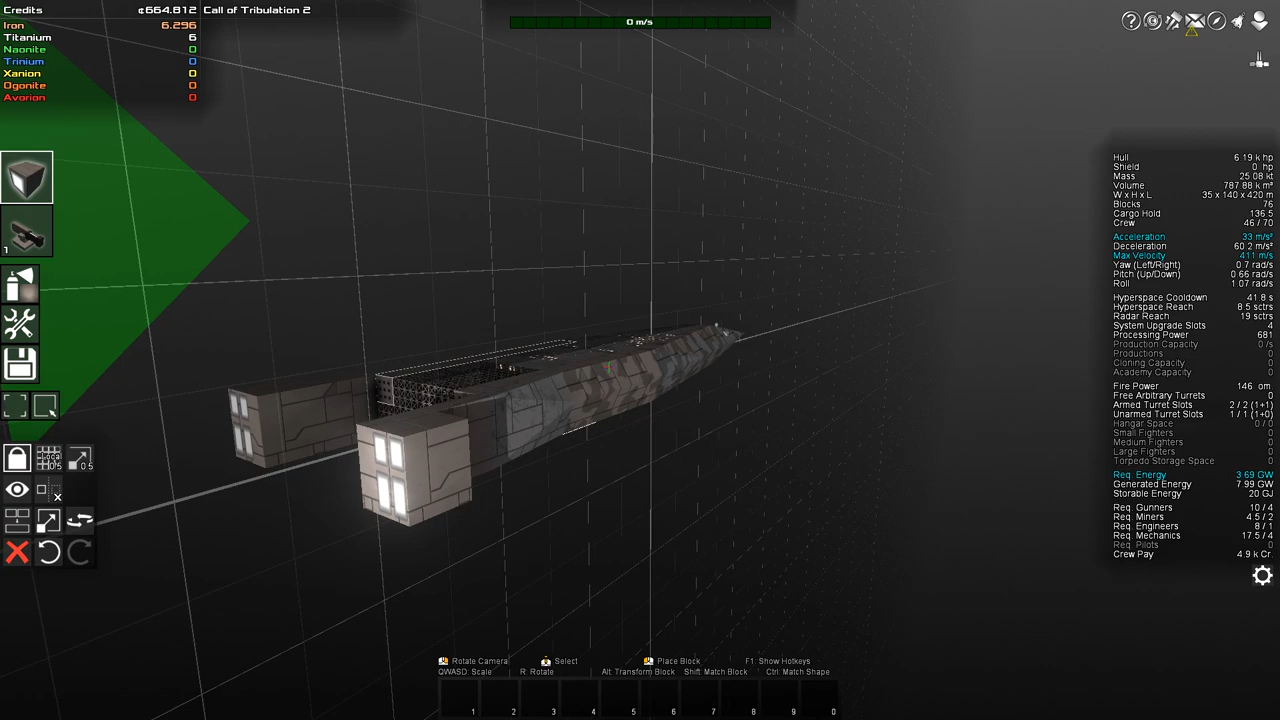 Credits ¢664.812 Call of Tribulation 2
Iron 6.296
Titanium 6
Naonite 0
Trinium 0
Xanion 0
Ogonite 0
Avorion 0
0 m/s
1
Local
0.5
0.5
Hull 6.19 k hp
Shield 0 hp
Mass 25.08 kt
Volume 787.88 k m³
W x H x L 35 x 140 x 420 m
Blocks 76
Cargo Hold 136.5
Crew 46 / 70
Acceleration 33 m/s²
Deceleration 60.2 m/s²
Max Velocity 411 m/s
Yaw (Left/Right) 0.7 rad/s
Pitch (Up/Down) 0.66 rad/s
Roll 1.07 rad/s
Hyperspace Cooldown 41.8 s
Hyperspace Reach 8.5 sctrs
Radar Reach 19 sctrs
System Upgrade Slots 4
Processing Power 681
Production Capacity 0 /s
Productions 0
Cloning Capacity 0
Academy Capacity 0
Fire Power 146 om.
Free Arbitrary Turrets 0
Armed Turret Slots 2 / 2 (1+1)
Unarmed Turret Slots 1 / 1 (1+0)
Hangar Space 0 / 0
Small Fighters 0
Medium Fighters 0
Large Fighters 0
Torpedo Storage Space 0
Req. Energy 3.69 GW
Generated Energy 7.99 GW
Storable Energy 20 GJ
Req. Gunners 10 / 4
Req. Miners 4.5 / 2
Req. Engineers 8 / 1
Req. Mechanics 17.5 / 4
Req. Pilots 0
Crew Pay 4.9 k Cr.
Rotate Camera Select Place Block F1: Show Hotkeys
QWASD: Scale R: Rotate Alt: Transform Block Shift: Match Block Ctrl: Match Shape
1 2 3 4 5 6 7 8 9 0